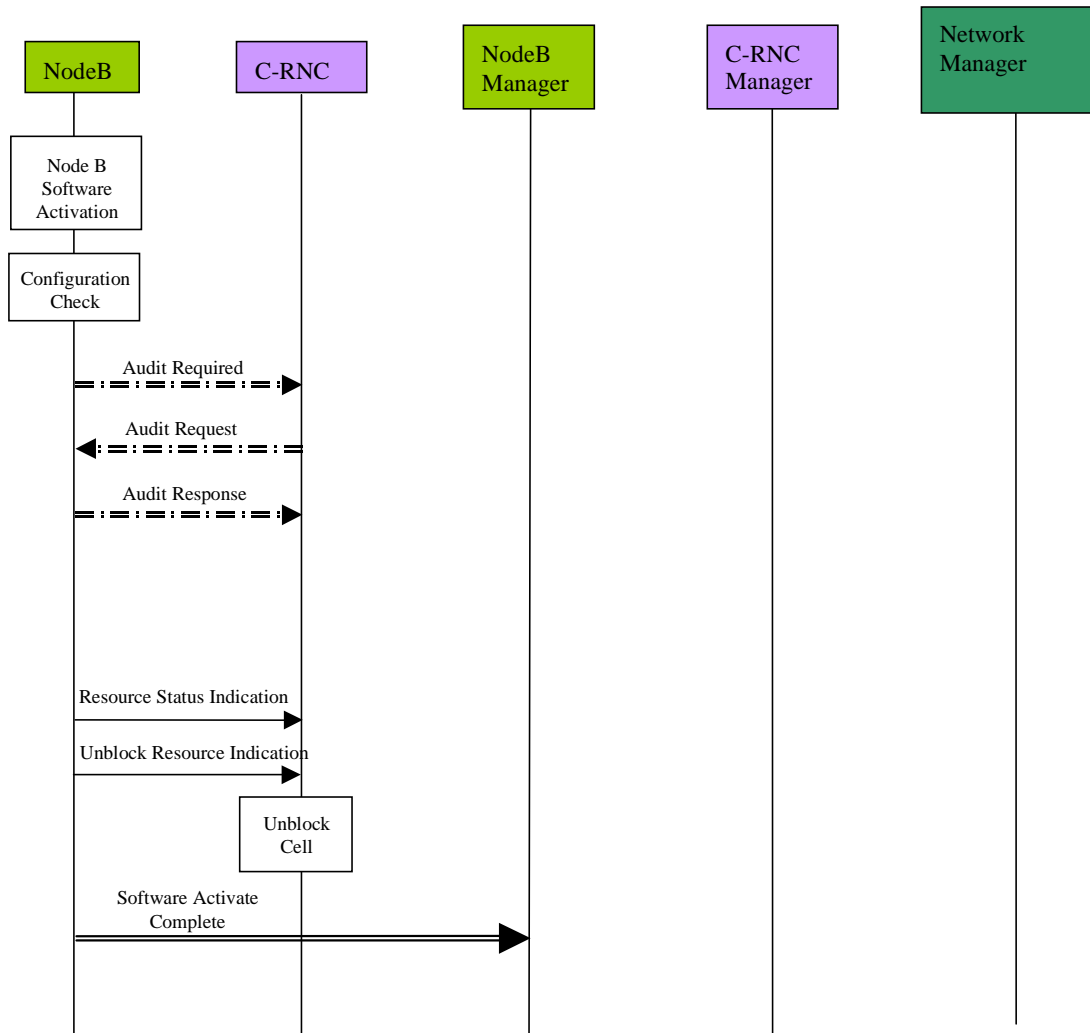 NodeB
C-RNC
NodeB
Manager
C-RNC
Manager
Network
Manager
Node B
Software
Activation
Configuration
Check
Audit Required
Audit Request
Audit Response
Resource Status Indication
Unblock Resource Indication
Unblock
Cell
Software Activate
Complete